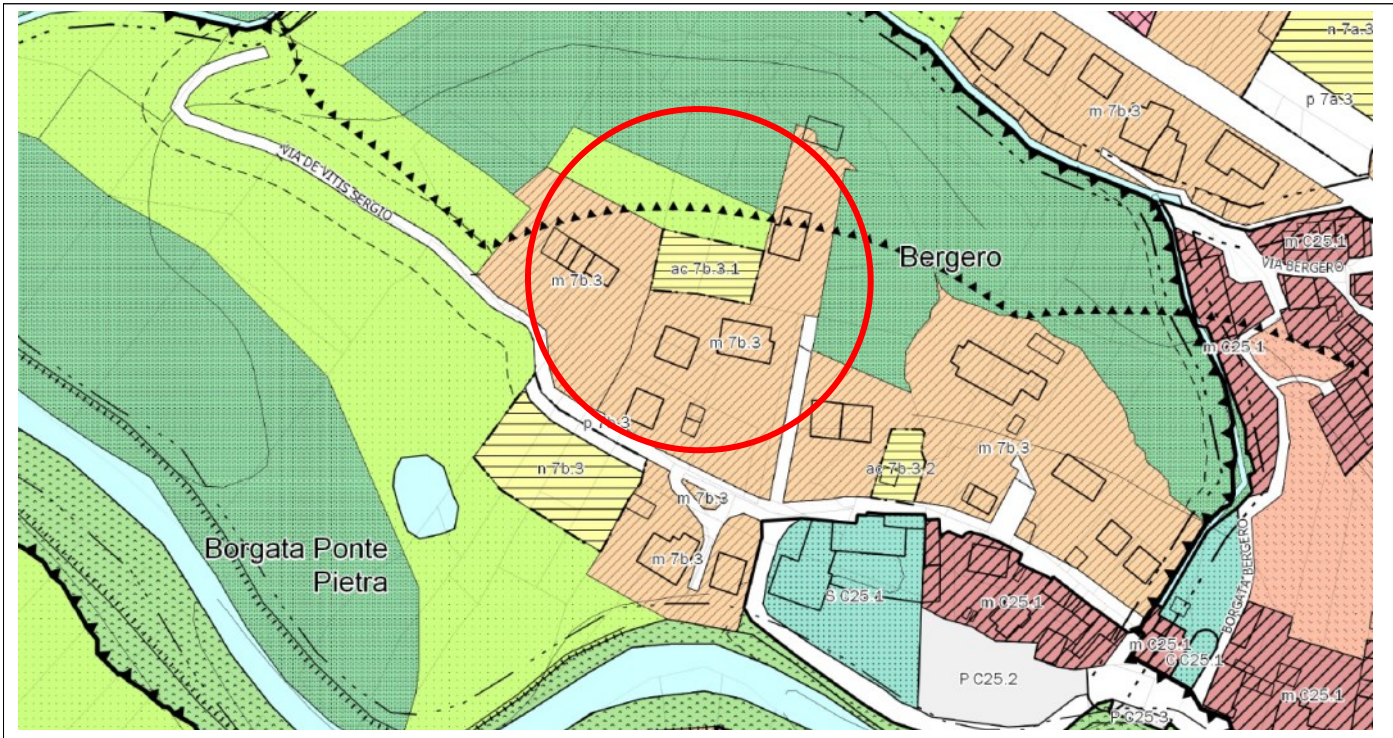 n 7a.3
p 7a.3
m 7b.3
VIA DE VITIS SERGIO
m C25.1
VIA BERGERO
Bergero
ac 7b.3.1
m 7b.3
m 7b.3
m C25.1
p 7b.3
n 7b.3
m 7b.3
ac 7b.3.2
m 7b.3
Borgata Ponte
Pietra
m 7b.3
S C25.1
m C25.1
BORGATA BERGERO
m C25.1
C C25.1
P C25.2
m C25.1
P C25.3